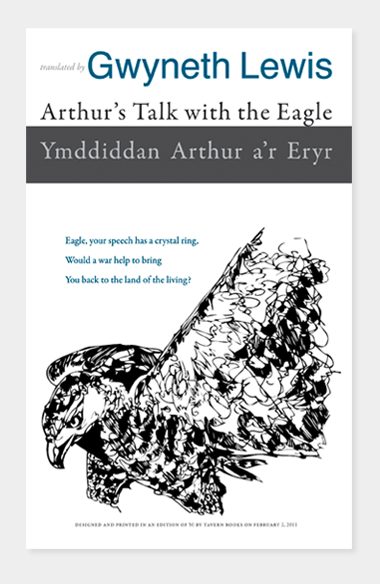 translated by Gwyneth Lewis
Arthur's Talk with the Eagle
Ymddiddan Arthur a'r Eryr
Eagle, your speech has a crystal ring,
Would a war help to bring
You back to the land of the living?
DESIGNED AND PRINTED IN AN EDITION OF 50 BY TAVERN BOOKS ON FEBRUARY 2, 2011